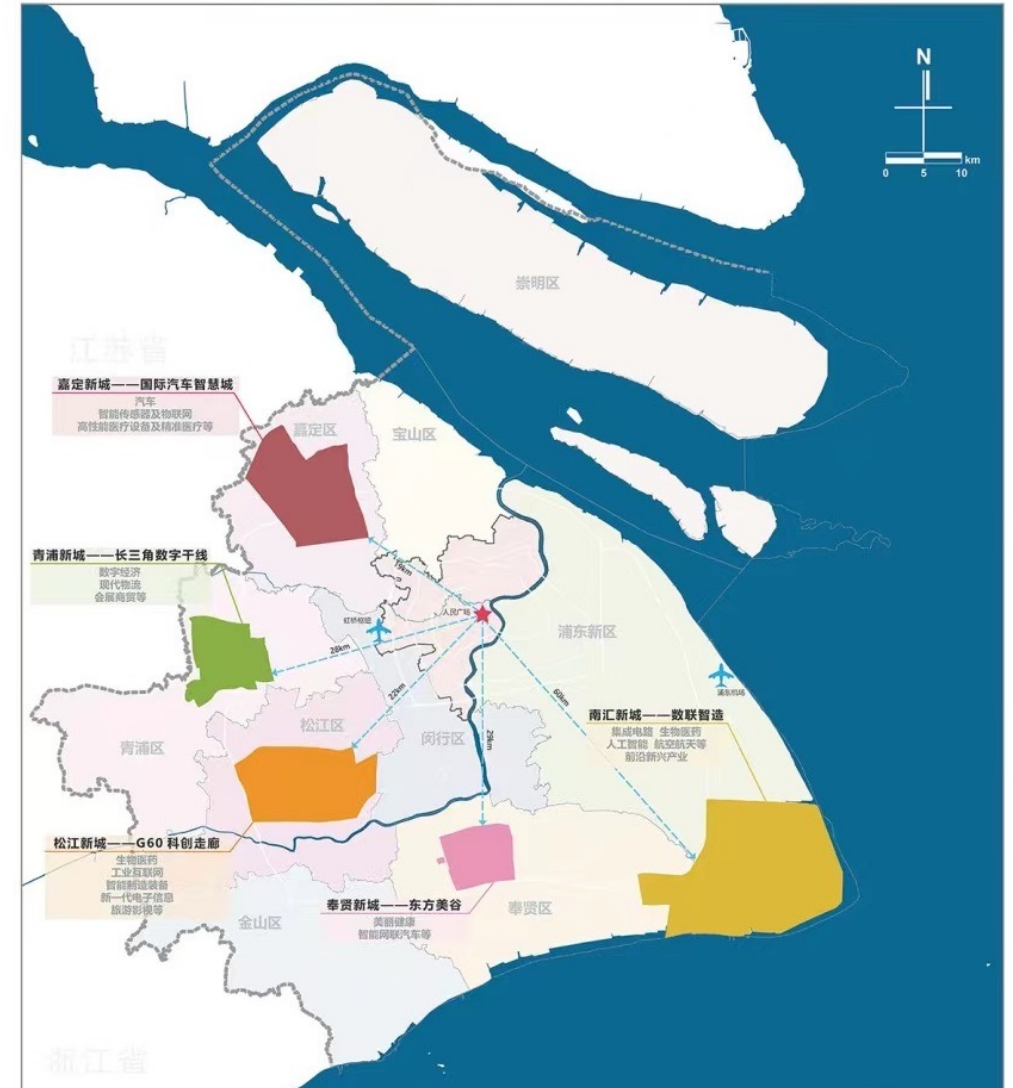 N
km
0 5 10
崇明区
江苏省
嘉定新城——国际汽车智慧城
汽车
智能传感器及物联网
高性能医疗设备及精准医疗等
嘉定区
宝山区
青浦新城——长三角数字干线
数字经济
现代物流
会展商贸等
19km
虹桥枢纽
人民广场
浦东新区
28km
22km
60km
29km
浦东机场
南汇新城——数联智造
集成电路 生物医药
人工智能 航空航天等
前沿新兴产业
青浦区
松江区
闵行区
松江新城——G60 科创走廊
生物医药
工业互联网
智能制造装备
新一代电子信息
旅游影视等
奉贤新城——东方美谷
美丽健康
智能网联汽车等
奉贤区
金山区
浙江省